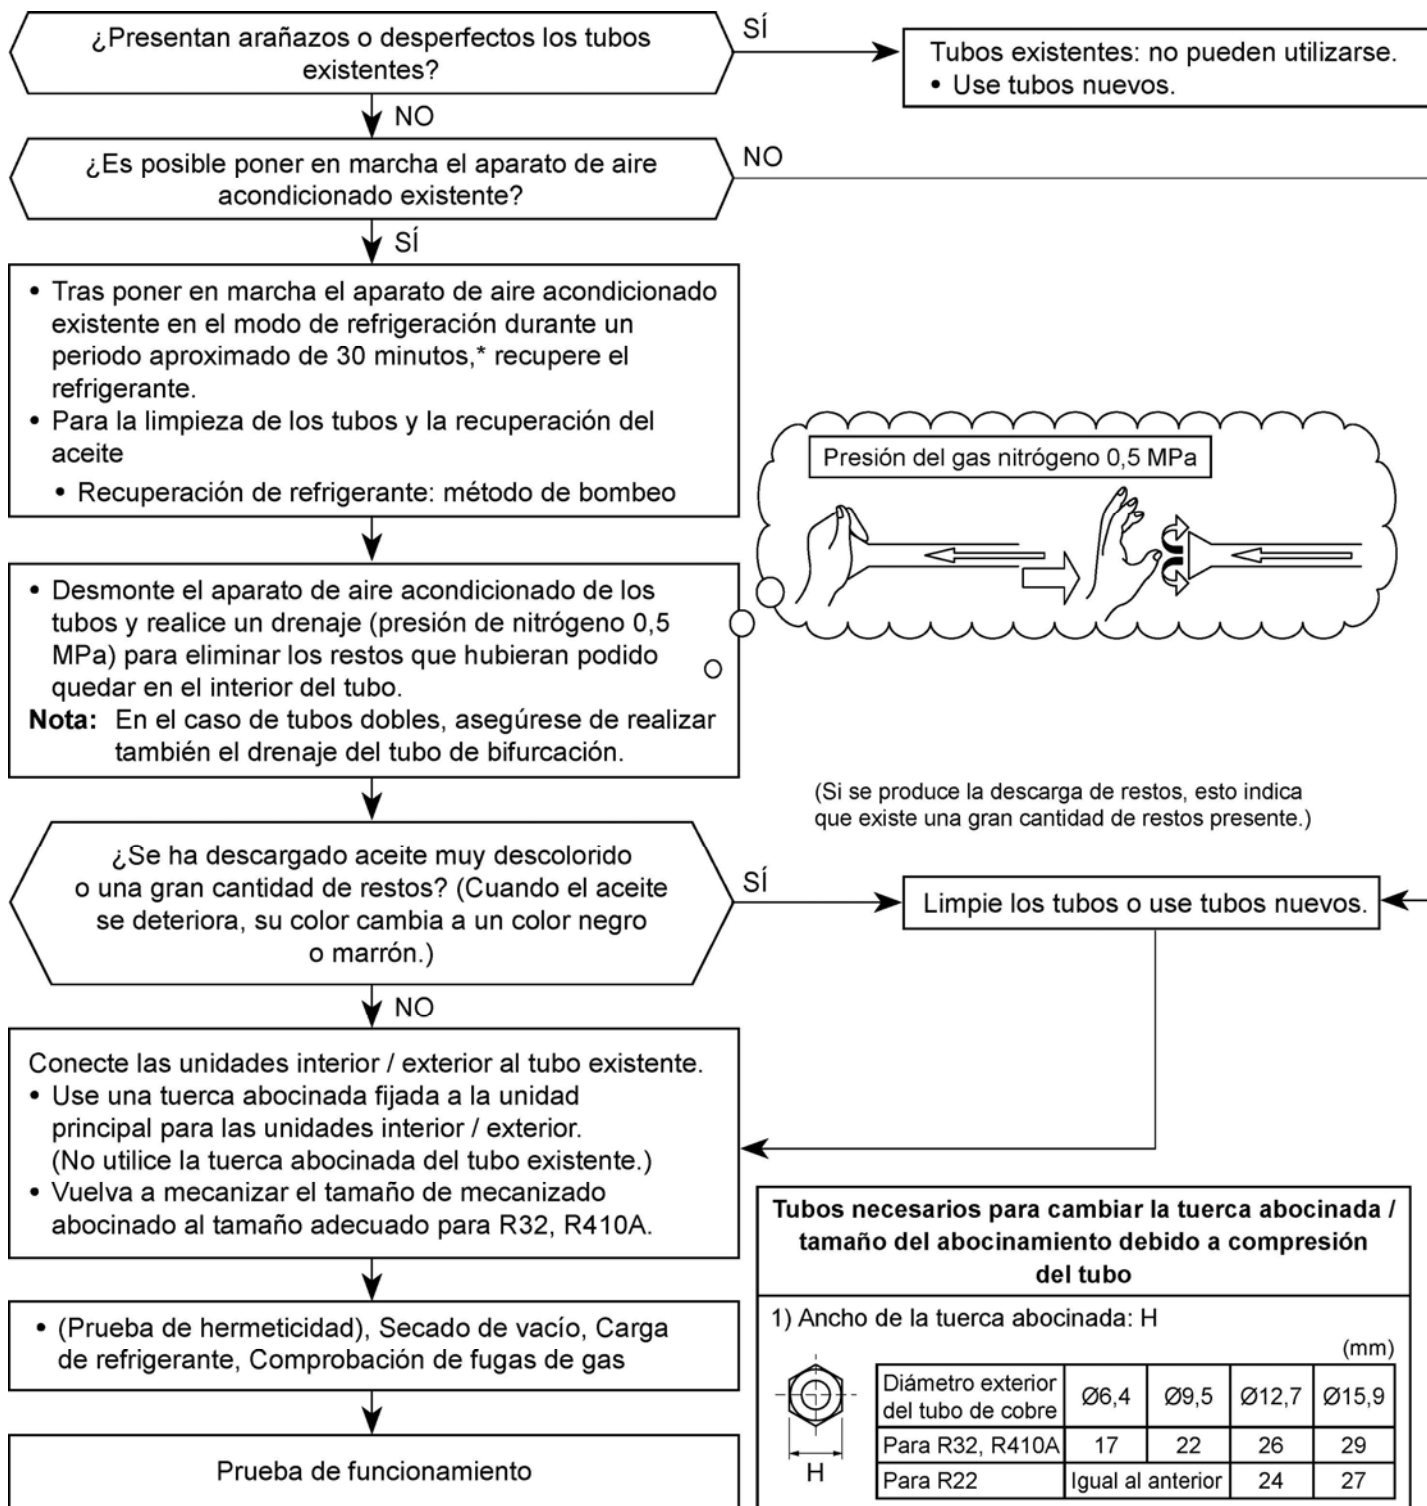 ¿Presentan arañazos o desperfectos los tubos
existentes?
SÍ
Tubos existentes: no pueden utilizarse.
• Use tubos nuevos.
NO
¿Es posible poner en marcha el aparato de aire
acondicionado existente?
NO
SÍ
• Tras poner en marcha el aparato de aire acondicionado
existente en el modo de refrigeración durante un
periodo aproximado de 30 minutos,* recupere el
refrigerante.
• Para la limpieza de los tubos y la recuperación del
aceite
• Recuperación de refrigerante: método de bombeo
Presión del gas nitrógeno 0,5 MPa
• Desmonte el aparato de aire acondicionado de los
tubos y realice un drenaje (presión de nitrógeno 0,5
MPa) para eliminar los restos que hubieran podido
quedar en el interior del tubo.
Nota: En el caso de tubos dobles, asegúrese de realizar
también el drenaje del tubo de bifurcación.
(Si se produce la descarga de restos, esto indica
que existe una gran cantidad de restos presente.)
¿Se ha descargado aceite muy descolorido
o una gran cantidad de restos? (Cuando el aceite
se deteriora, su color cambia a un color negro
o marrón.)
SÍ
Limpie los tubos o use tubos nuevos.
NO
Conecte las unidades interior / exterior al tubo existente.
• Use una tuerca abocinada fijada a la unidad
principal para las unidades interior / exterior.
(No utilice la tuerca abocinada del tubo existente.)
• Vuelva a mecanizar el tamaño de mecanizado
abocinado al tamaño adecuado para R32, R410A.
• (Prueba de hermeticidad), Secado de vacío, Carga
de refrigerante, Comprobación de fugas de gas
Prueba de funcionamiento
Tubos necesarios para cambiar la tuerca abocinada /
tamaño del abocinamiento debido a compresión
del tubo
1) Ancho de la tuerca abocinada: H
(mm)
Diámetro exterior
del tubo de cobre Ø6,4 Ø9,5 Ø12,7 Ø15,9
Para R32, R410A 17 22 26 29
Para R22 Igual al anterior 24 27
H